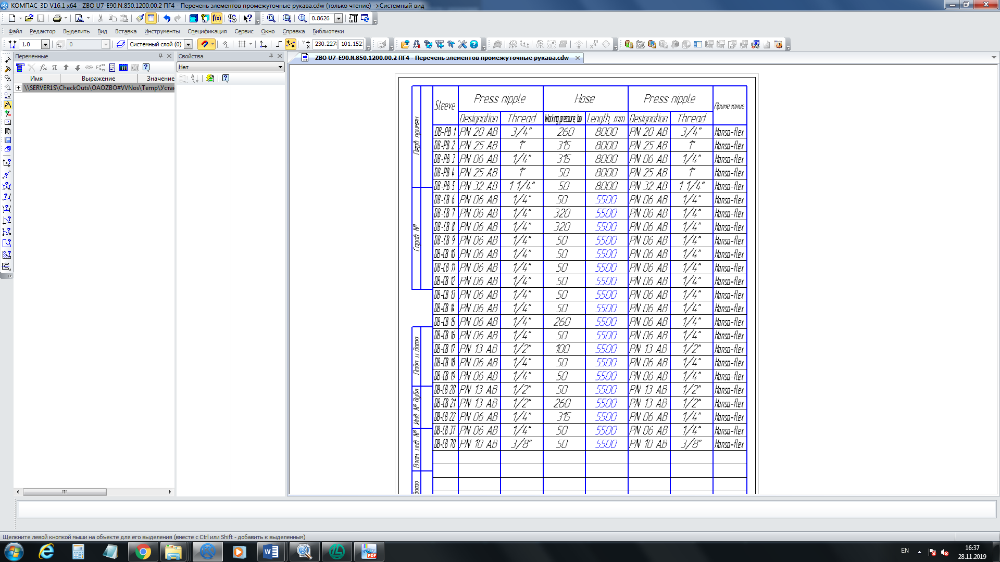 КОМПАС-3D V16.1 x64 - ZBO U7-E90.N.850.1200.00.2 ПГ4 - Перечень элементов промежуточные рукава.cdw (только чтение) ->Системный вид
0.8626
Файл Редактор Выделить Вид Вставка Инструменты Спецификация Сервис Окно Справка Библиотеки
1.0 0 Системный слой (0) 230.227 101.152
Переменные
Имя Выражение Значение
\\SERVER1S\CheckOuts\OAOZBO#VVNos\Temp\Устан
Свойства
Нет
ZBO U7-E90.N.850.1200.00.2 ПГ4 - Перечень элементов промежуточные рукава.cdw
Sleeve Press nipple Hose Press nipple Примечание
Designation Thread Working pressure, bar Length, mm Designation Thread
DB-PB 1 PN 20 AB 3/4" 260 8000 PN 20 AB 3/4" Hansa-flex
DB-PB 2 PN 25 AB 1" 315 8000 PN 25 AB 1" Hansa-flex
DB-PB 3 PN 06 AB 1/4" 315 8000 PN 06 AB 1/4" Hansa-flex
DB-PB 4 PN 25 AB 1" 50 8000 PN 25 AB 1" Hansa-flex
DB-PB 5 PN 32 AB 1 1/4" 50 8000 PN 32 AB 1 1/4" Hansa-flex
DB-CB 6 PN 06 AB 1/4" 50 5500 PN 06 AB 1/4" Hansa-flex
DB-CB 7 PN 06 AB 1/4" 320 5500 PN 06 AB 1/4" Hansa-flex
DB-CB 8 PN 06 AB 1/4" 320 5500 PN 06 AB 1/4" Hansa-flex
DB-CB 9 PN 06 AB 1/4" 50 5500 PN 06 AB 1/4" Hansa-flex
DB-CB 10 PN 06 AB 1/4" 50 5500 PN 06 AB 1/4" Hansa-flex
DB-CB 11 PN 06 AB 1/4" 50 5500 PN 06 AB 1/4" Hansa-flex
DB-CB 12 PN 06 AB 1/4" 50 5500 PN 06 AB 1/4" Hansa-flex
DB-CB 13 PN 06 AB 1/4" 50 5500 PN 06 AB 1/4" Hansa-flex
DB-CB 14 PN 06 AB 1/4" 50 5500 PN 06 AB 1/4" Hansa-flex
DB-CB 15 PN 06 AB 1/4" 260 5500 PN 06 AB 1/4" Hansa-flex
DB-CB 16 PN 06 AB 1/4" 50 5500 PN 06 AB 1/4" Hansa-flex
DB-CB 17 PN 13 AB 1/2" 100 5500 PN 13 AB 1/2" Hansa-flex
DB-CB 18 PN 06 AB 1/4" 50 5500 PN 06 AB 1/4" Hansa-flex
DB-CB 19 PN 06 AB 1/4" 50 5500 PN 06 AB 1/4" Hansa-flex
DB-CB 20 PN 13 AB 1/2" 50 5500 PN 13 AB 1/2" Hansa-flex
DB-CB 21 PN 13 AB 1/2" 260 5500 PN 13 AB 1/2" Hansa-flex
DB-CB 22 PN 06 AB 1/4" 315 5500 PN 06 AB 1/4" Hansa-flex
DB-CB 37 PN 06 AB 1/4" 50 5500 PN 06 AB 1/4" Hansa-flex
DB-CB 70 PN 10 AB 3/8" 50 5500 PN 10 AB 3/8" Hansa-flex
Перв. примен.
Справ. №
Подп. и дата
Инв. № дубл.
Взам. инв. №
дата
Щелкните левой кнопкой мыши на объекте для его выделения (вместе с Ctrl или Shift - добавить к выделенным)
EN
16:37
28.11.2019